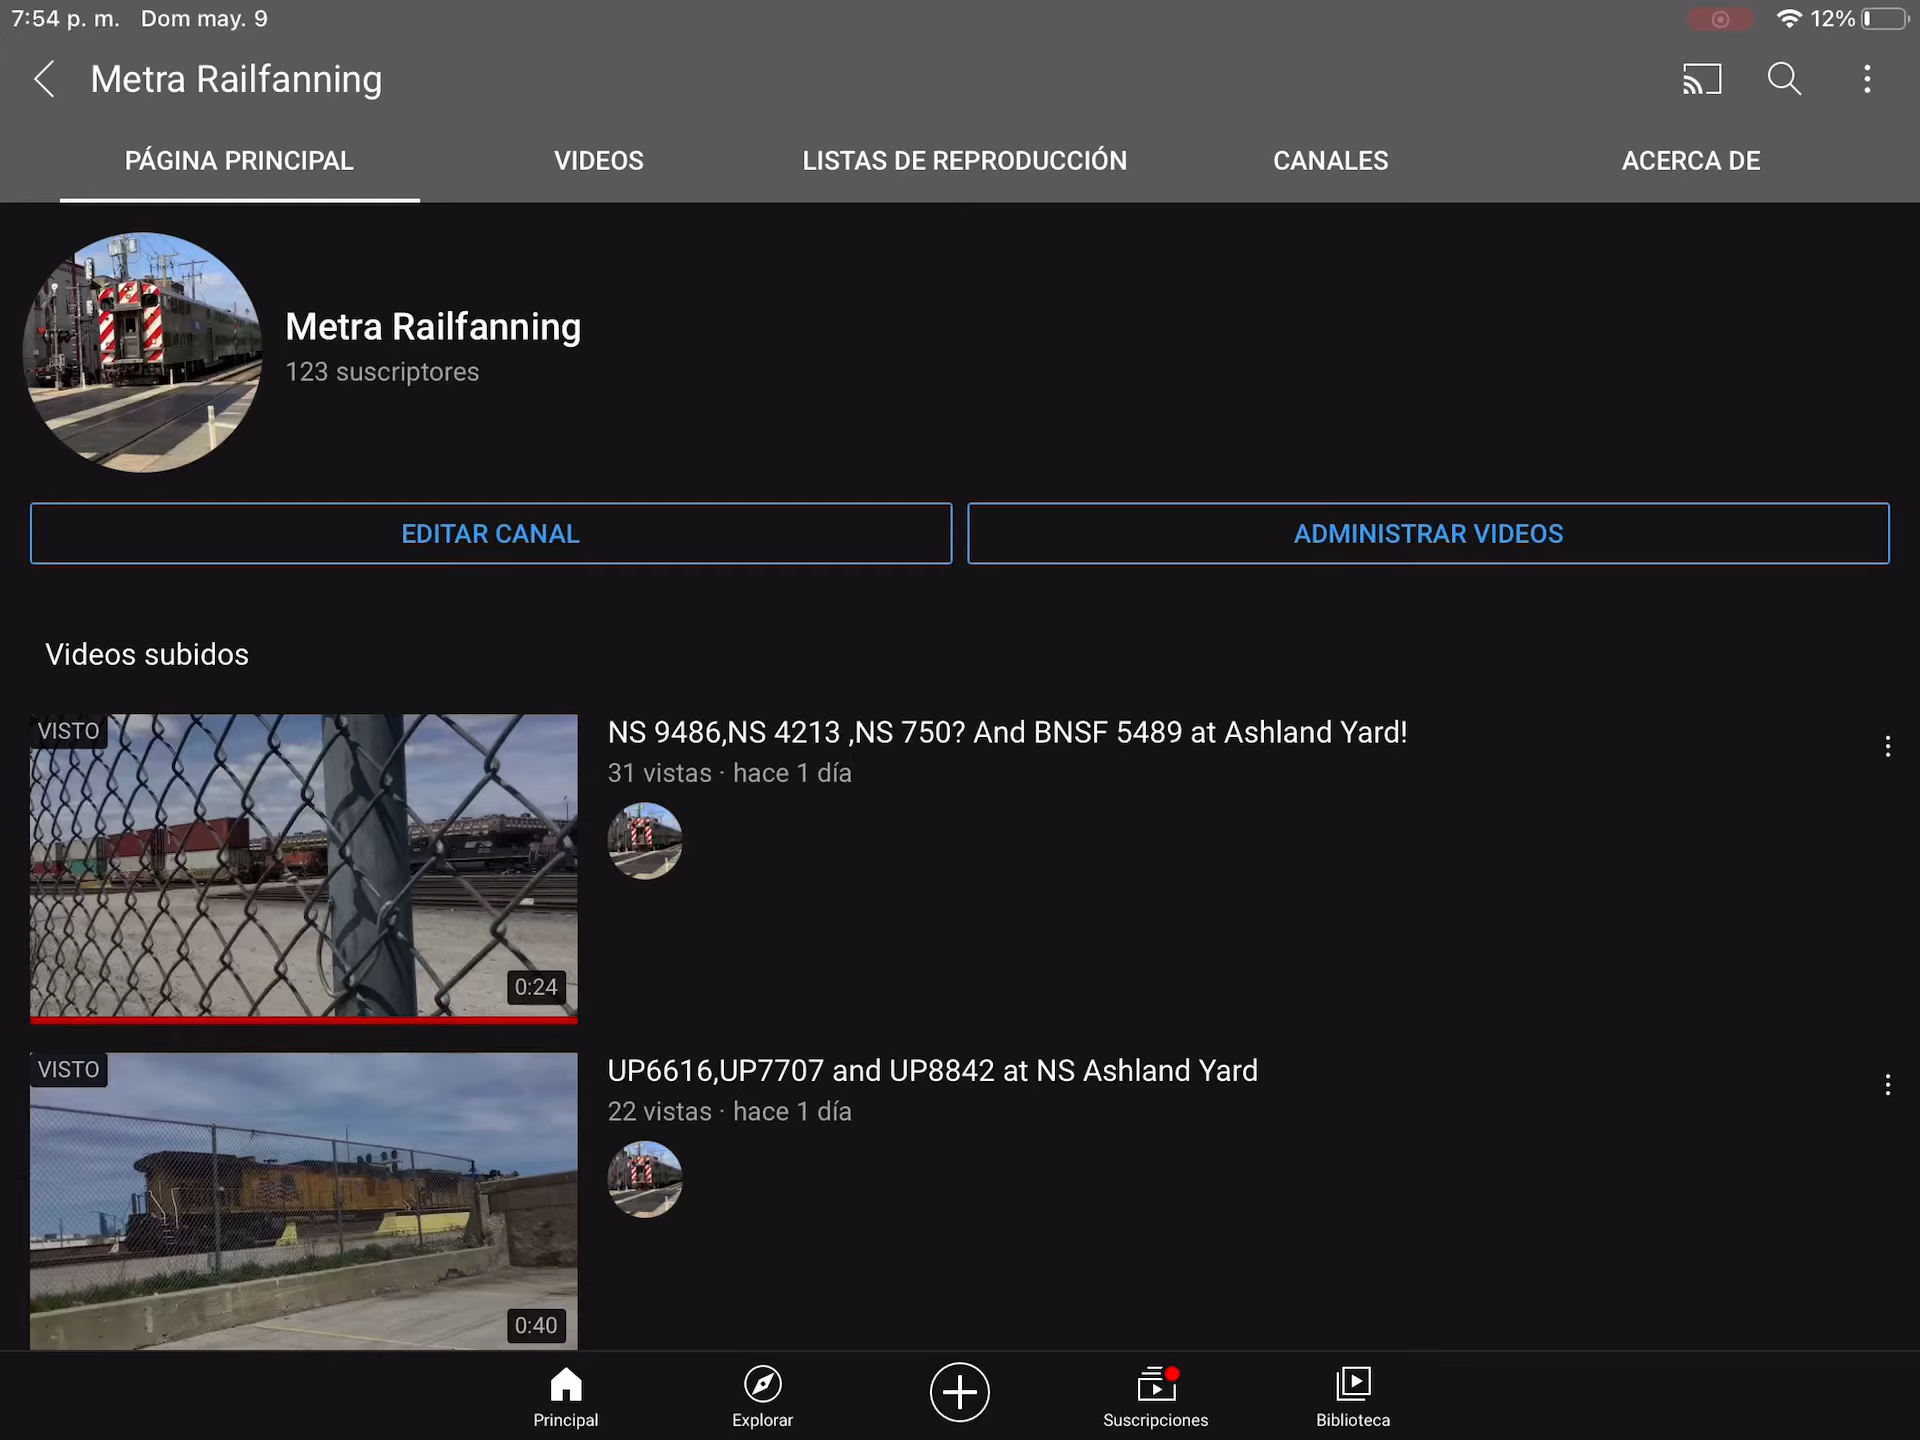 7:54 p. m. Dom may. 9 12%
Metra Railfanning
PÁGINA PRINCIPAL VIDEOS LISTAS DE REPRODUCCIÓN CANALES ACERCA DE
Metra Railfanning
123 suscriptores
EDITAR CANAL ADMINISTRAR VIDEOS
Videos subidos
VISTO
NS 9486,NS 4213 ,NS 750? And BNSF 5489 at Ashland Yard!
31 vistas · hace 1 día
0:24
VISTO
UP6616,UP7707 and UP8842 at NS Ashland Yard
22 vistas · hace 1 día
0:40
Principal Explorar Suscripciones Biblioteca